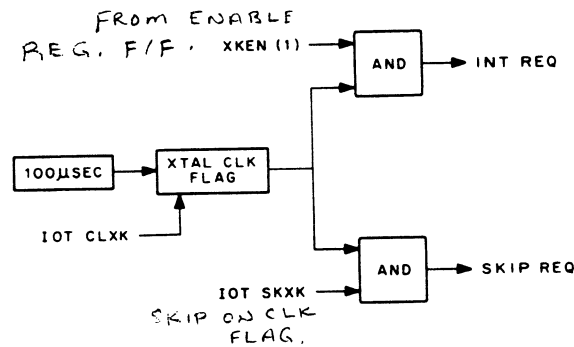 FROM ENABLE
REG. F/F. XKEN (1)
AND
INT REQ
100µSEC
XTAL CLK
FLAG
IOT CLXK
AND
SKIP REQ
IOT SKXK
SKIP ON CLK
FLAG.